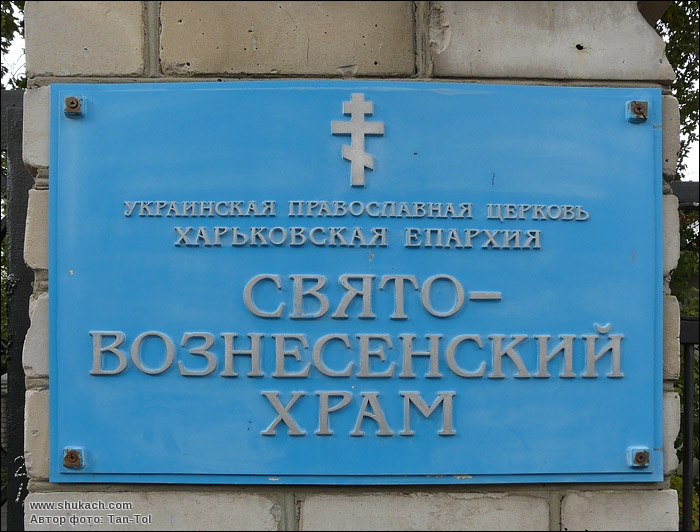 УКРАИНСКАЯ ПРАВОСЛАВНАЯ ЦЕРКОВЬ
ХАРЬКОВСКАЯ ЕПАРХИЯ
СВЯТО-
ВОЗНЕСЕНСКИЙ
ХРАМ
www.shukach.com
Автор фото: Tan-Tol